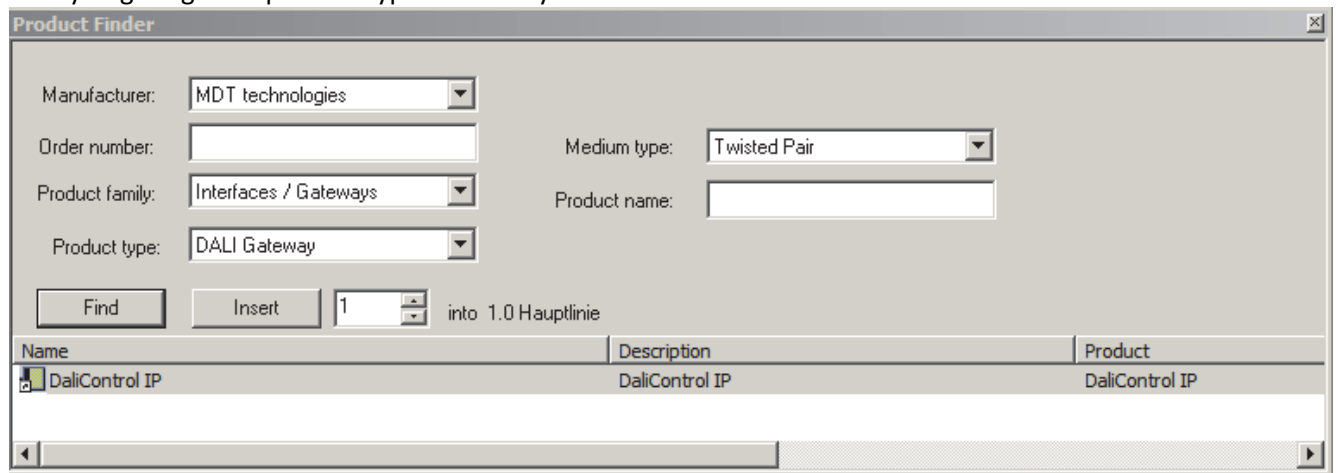 Product Finder
Manufacturer: MDT technologies
Order number: Medium type: Twisted Pair
Product family: Interfaces / Gateways Product name:
Product type: DALI Gateway
Find Insert 1 into 1.0 Hauptlinie
Name Description Product
DaliControl IP DaliControl IP DaliControl IP